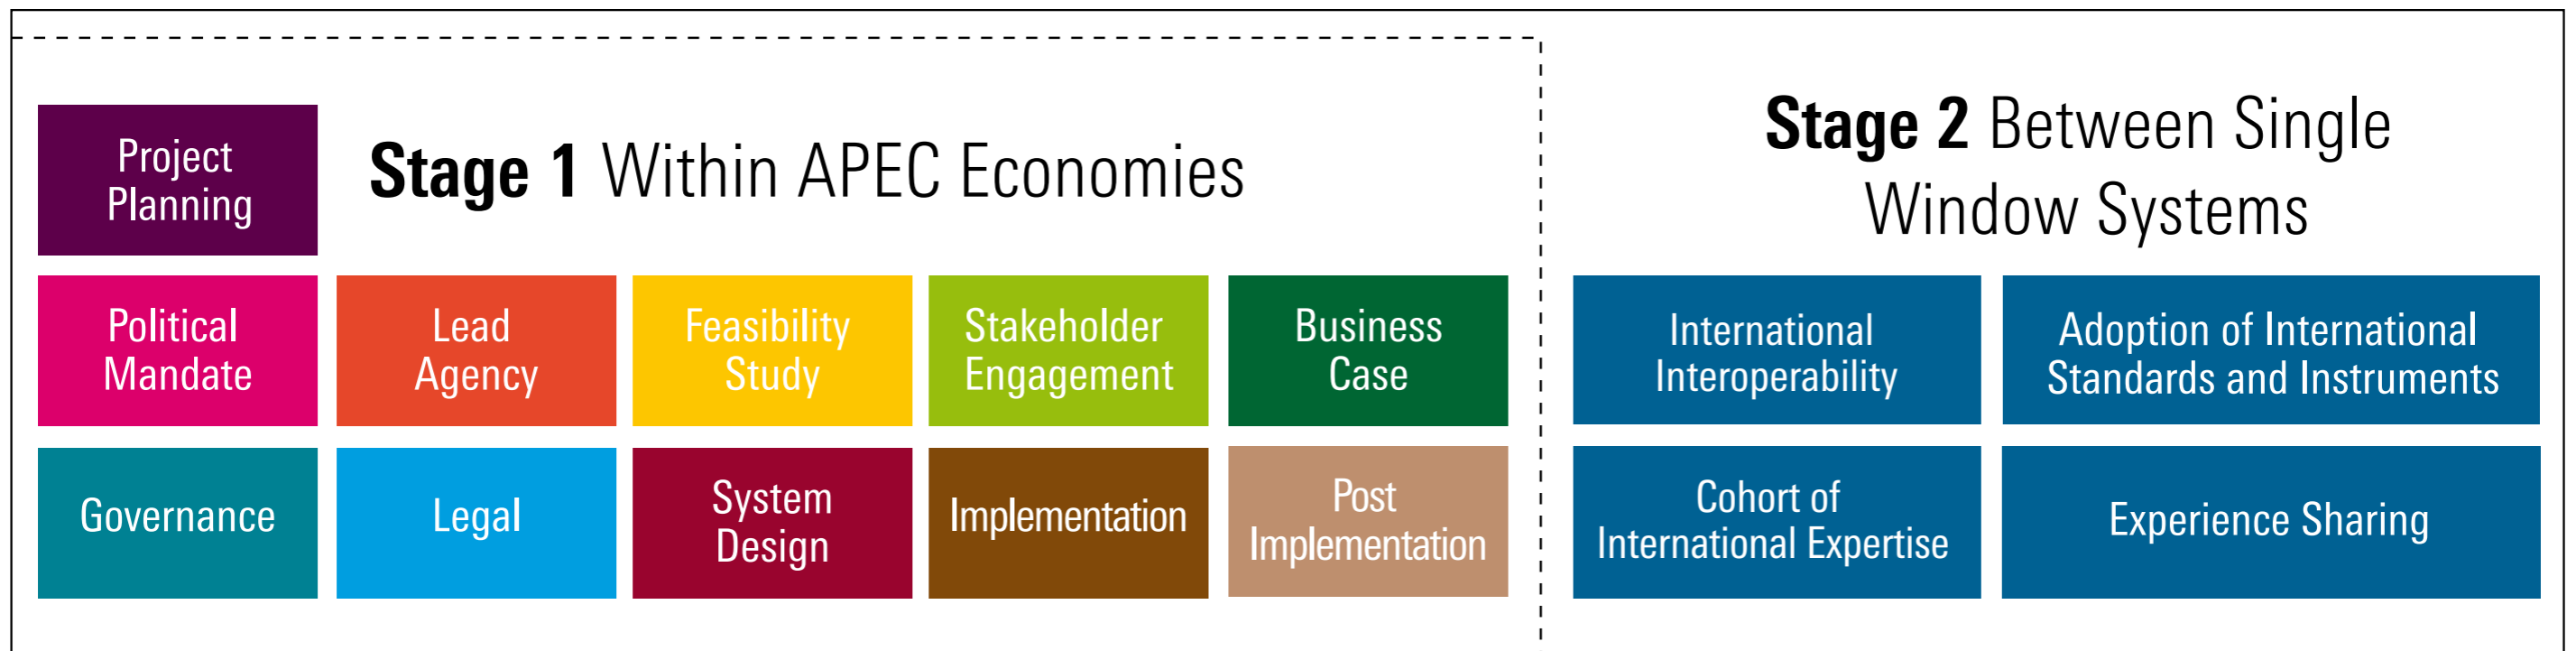 Project
Planning
Stage 1 Within APEC Economies
Political
Mandate
Lead
Agency
Feasibility
Study
Stakeholder
Engagement
Business
Case
Governance
Legal
System
Design
Implementation
Post
Implementation
Stage 2 Between Single
Window Systems
International
Interoperability
Adoption of International
Standards and Instruments
Cohort of
International Expertise
Experience Sharing